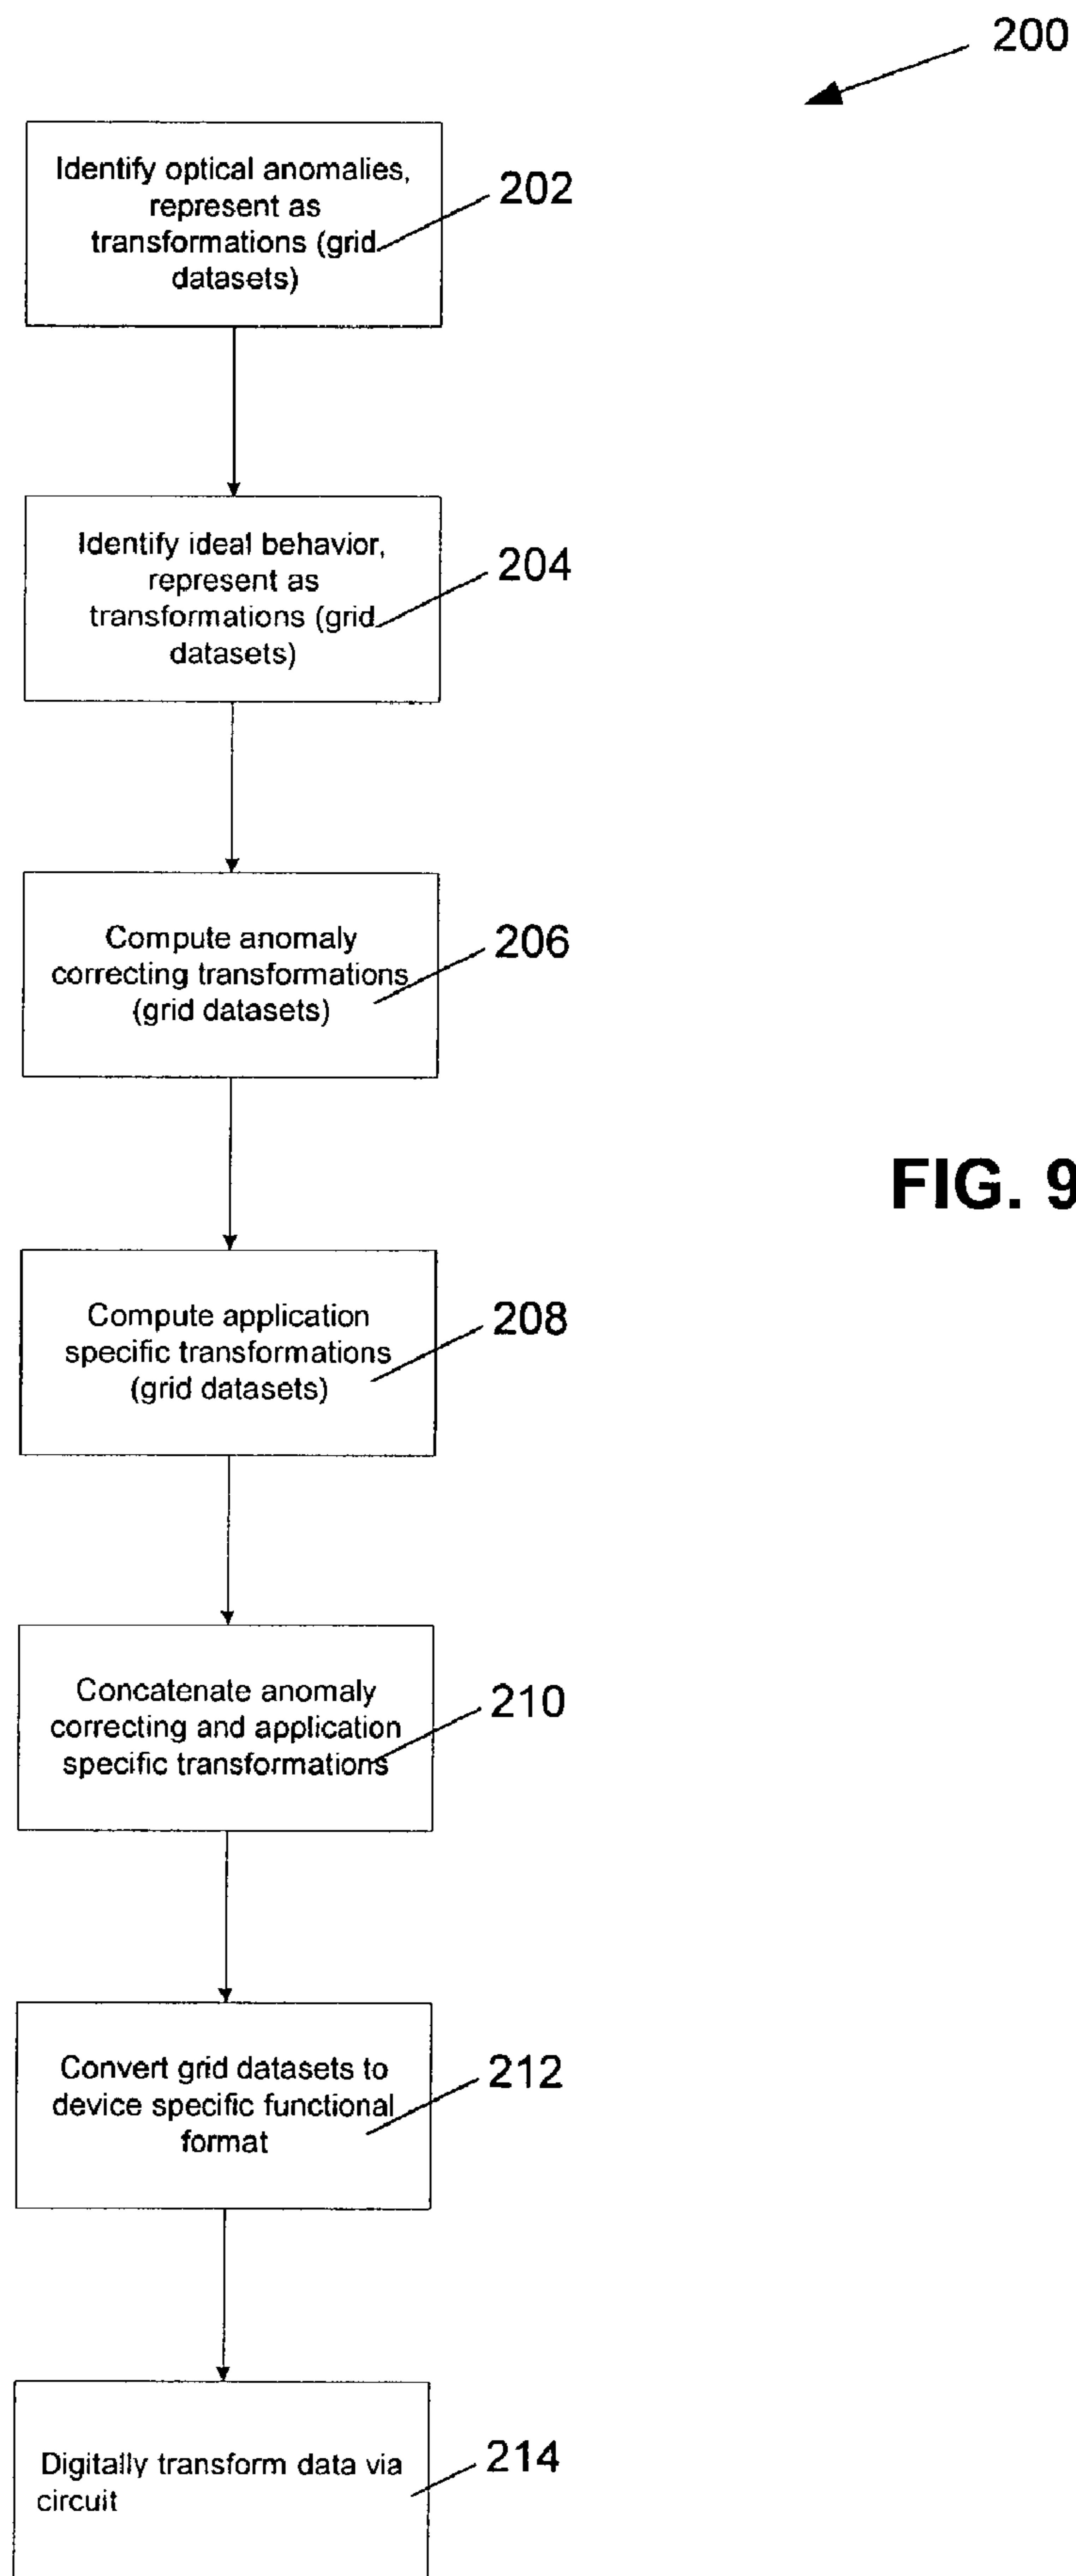 200
Identify optical anomalies,
represent as
transformations (grid
datasets)
202
Identify ideal behavior,
represent as
transformations (grid
datasets)
204
Compute anomaly
correcting transformations
(grid datasets)
206
FIG. 9
Compute application
specific transformations
(grid datasets)
208
Concatenate anomaly
correcting and application
specific transformations
210
Convert grid datasets to
device specific functional
format
212
Digitally transform data via
circuit
214